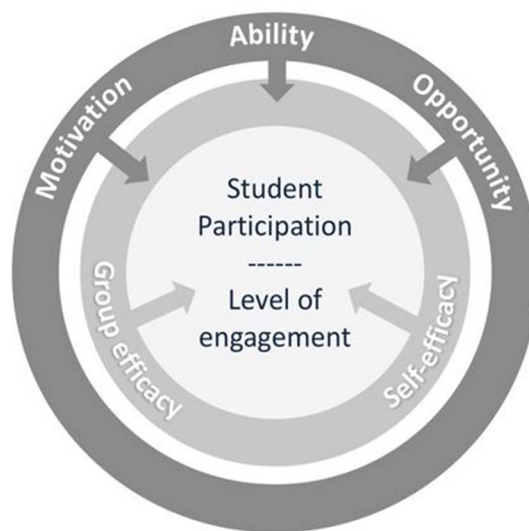 Ability
Motivation
Opportunity
Student
Participation
------
Level of
engagement
Group efficacy
Self-efficacy